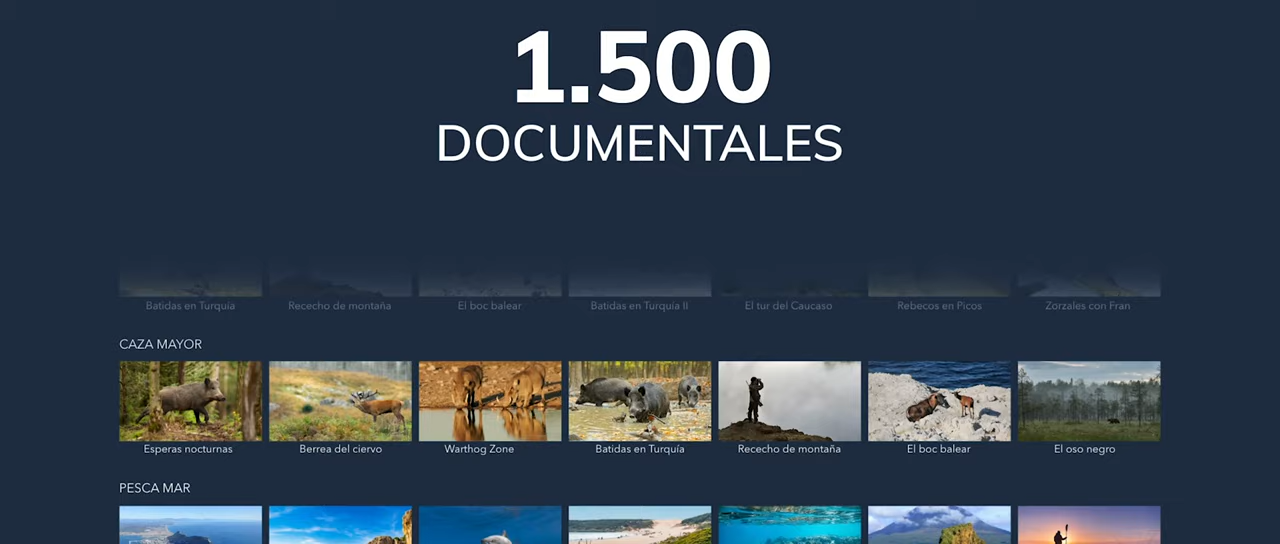 1.500
DOCUMENTALES
Batidas en Turquía
Rececho de montaña
El boc balear
Batidas en Turquía II
El tur del Caucaso
Rebecos en Picos
Zorzales con Fran
CAZA MAYOR
Esperas nocturnas
Berrea del ciervo
Warthog Zone
Batidas en Turquía
Rececho de montaña
El boc balear
El oso negro
PESCA MAR